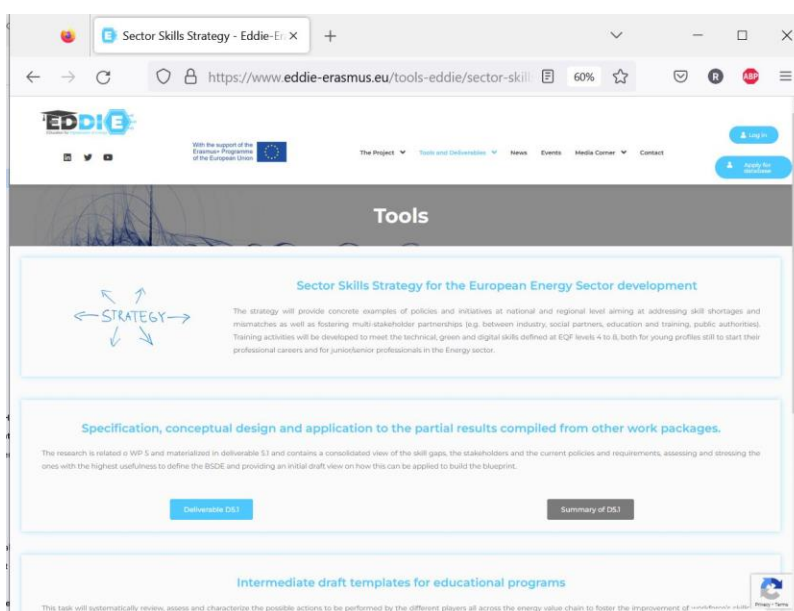 Sector Skills Strategy - Eddie-Er
https://www.eddie-erasmus.eu/tools-eddie/sector-skill
60%
R
ABP
EDDIE
With the support of the
Erasmus+ Programme
of the European Union
The Project
Tools and Deliverables
News
Events
Media Corner
Contact
Log in
Apply for
database
Tools
STRATEGY
Sector Skills Strategy for the European Energy Sector development
The strategy will provide concrete examples of policies and initiatives at national and regional level aiming at addressing skill shortages and
mismatches as well as fostering multi-stakeholder partnerships (e.g. between industry, social partners, education and training, public authorities).
Training activities will be developed to meet the technical, green and digital skills defined at EQF levels 4 to 8, both for young profiles still to start their
professional careers and for junior/senior professionals in the Energy sector.
Specification, conceptual design and application to the partial results compiled from other work packages.
The research is related o WP 5 and materialized in deliverable 5.1 and contains a consolidated view of the skill gaps, the stakeholders and the current policies and requirements, assessing and stressing the
ones with the highest usefulness to define the BSDE and providing an initial draft view on how this can be applied to build the blueprint.
Deliverable D5.1
Summary of D5.1
Intermediate draft templates for educational programs
This task will systematically review, assess and characterize the possible actions to be performed by the different players all across the energy value chain to foster the improvement of
Privacy - Terms